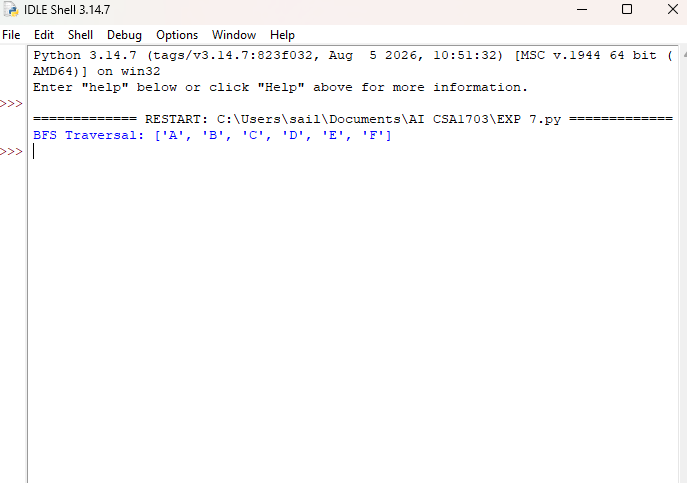 IDLE Shell 3.14.7
File Edit Shell Debug Options Window Help
Python 3.14.7 (tags/v3.14.7:823f032, Aug  5 2026, 10:51:32) [MSC v.1944 64 bit (
AMD64)] on win32
Enter "help" below or click "Help" above for more information.
>>>
============= RESTART: C:\Users\sail\Documents\AI CSA1703\EXP 7.py =============
BFS Traversal: ['A', 'B', 'C', 'D', 'E', 'F']
>>>